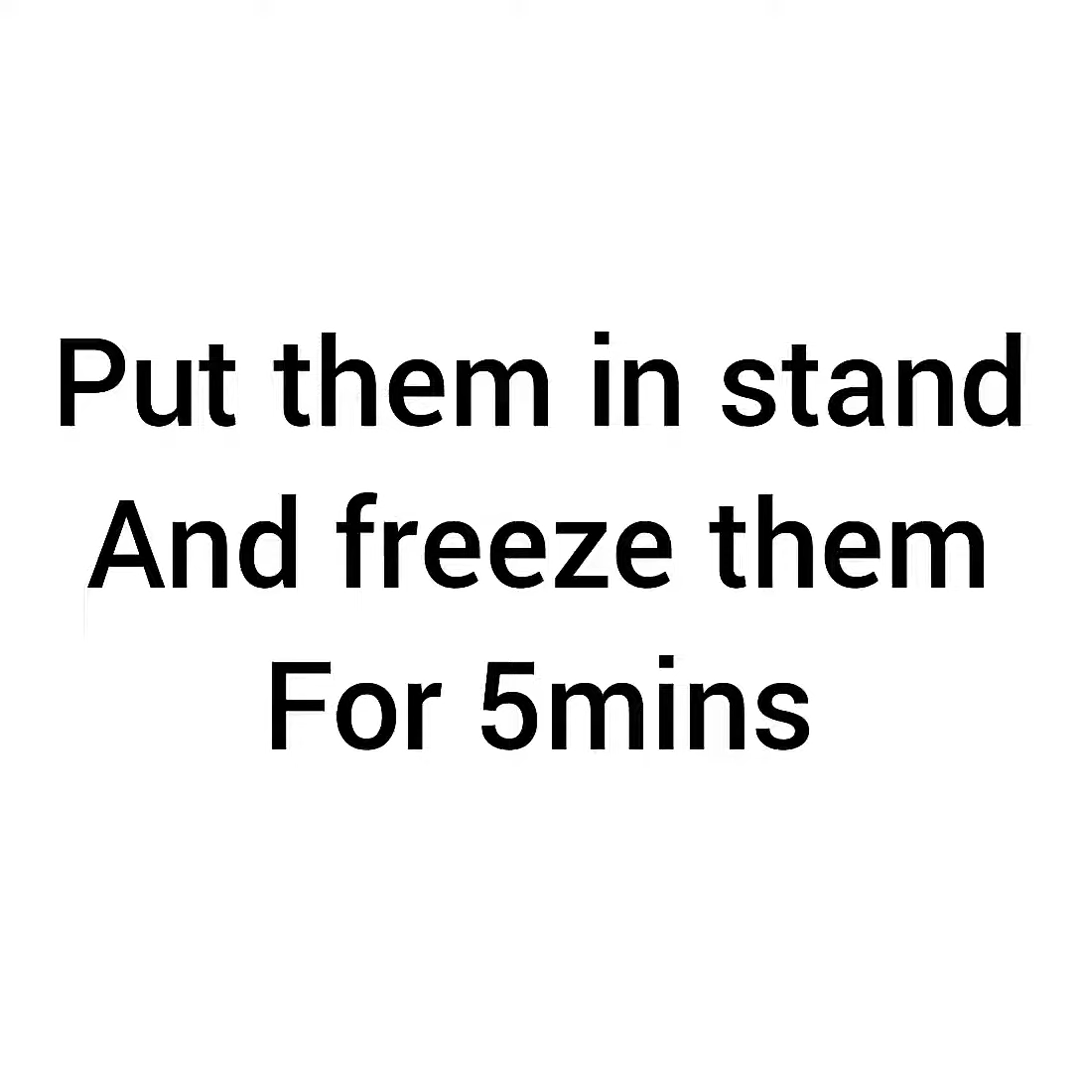 Put them in stand
And freeze them
For 5mins